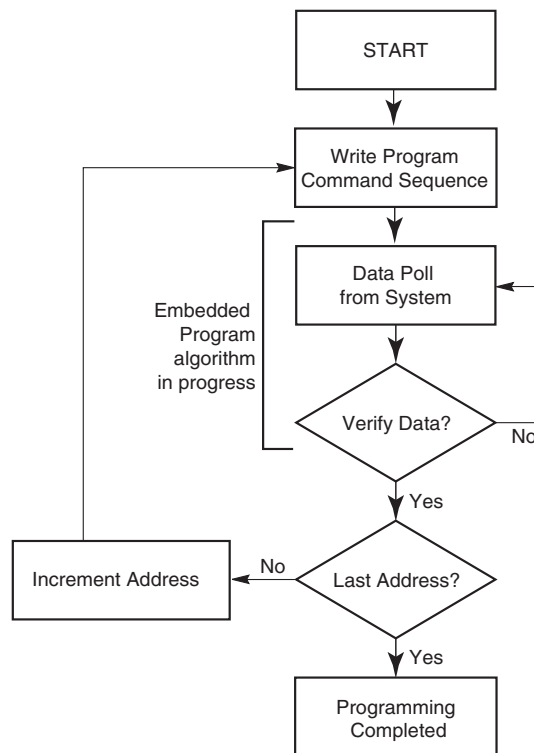 START
Write Program
Command Sequence
Data Poll
from System
Embedded
Program
algorithm
in progress
Verify Data?
No
Yes
Last Address?
No
Increment Address
Yes
Programming
Completed